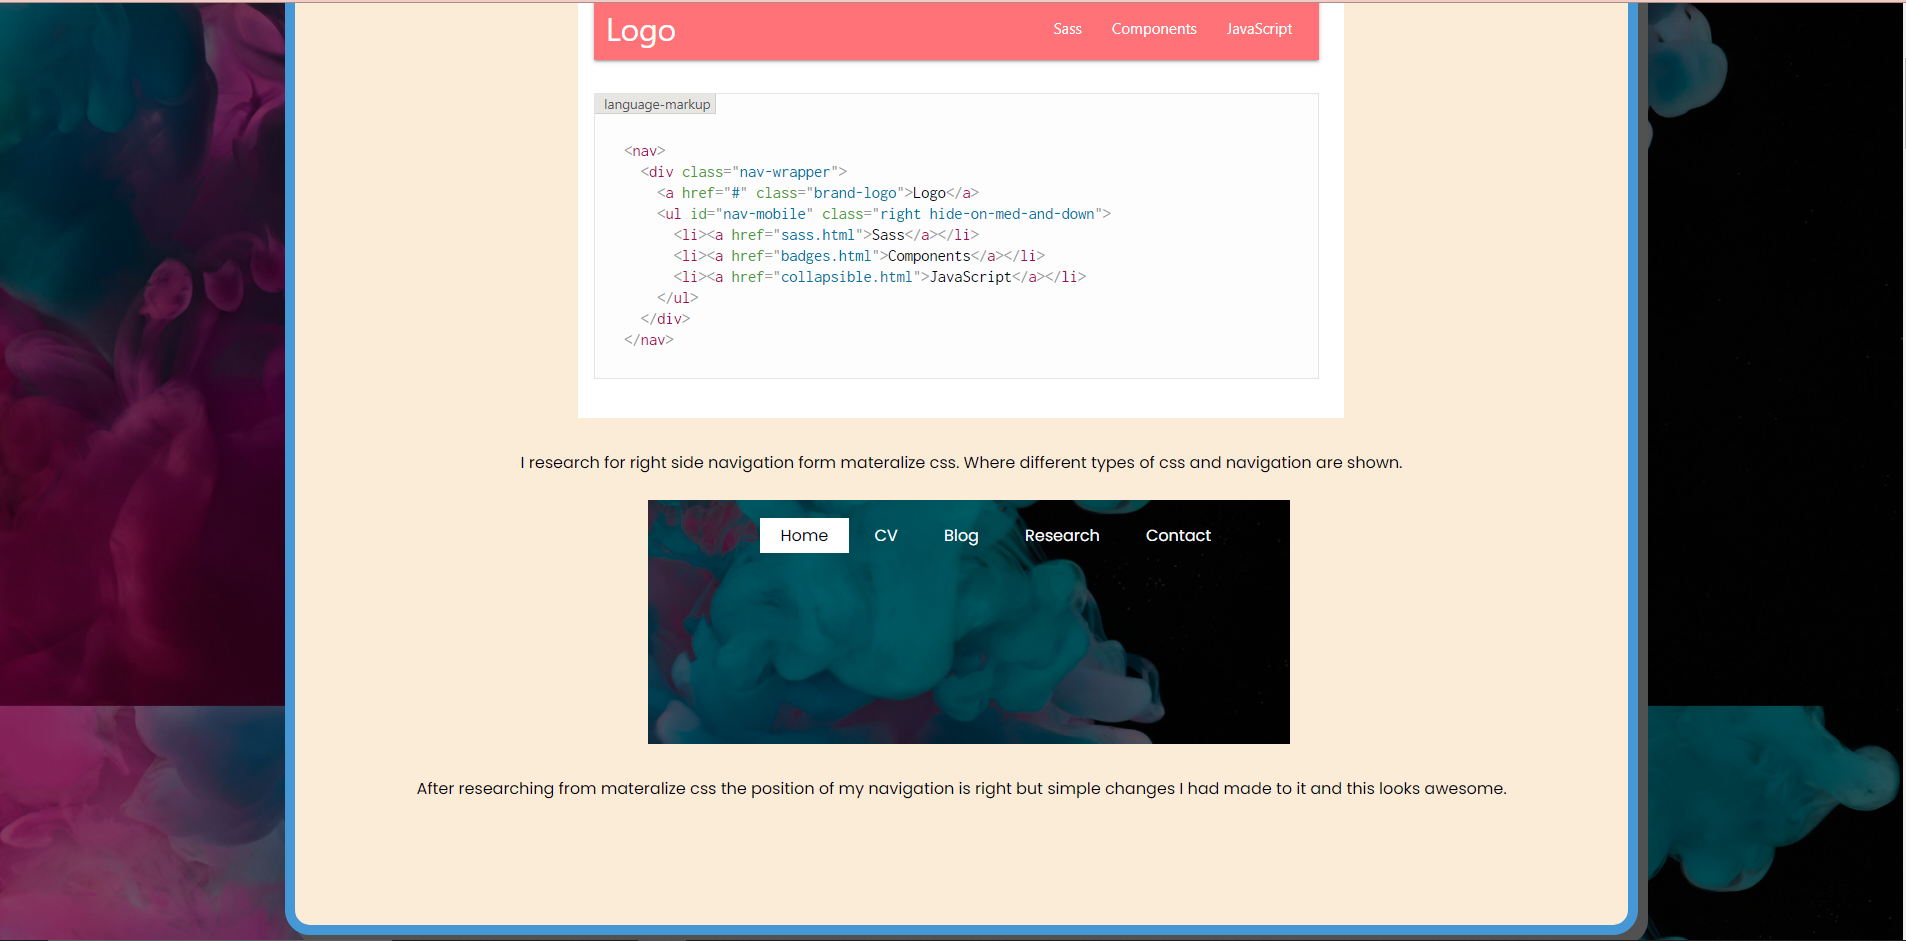 Logo Sass Components JavaScript
language-markup
<nav>
<div class="nav-wrapper">
<a href="#" class="brand-logo">Logo</a>
<ul id="nav-mobile" class="right hide-on-med-and-down">
<li><a href="sass.html">Sass</a></li>
<li><a href="badges.html">Components</a></li>
<li><a href="collapsible.html">JavaScript</a></li>
</ul>
</div>
</nav>
I research for right side navigation form materalize css. Where different types of css and navigation are shown.
Home CV Blog Research Contact
After researching from materalize css the position of my navigation is right but simple changes I had made to it and this looks awesome.